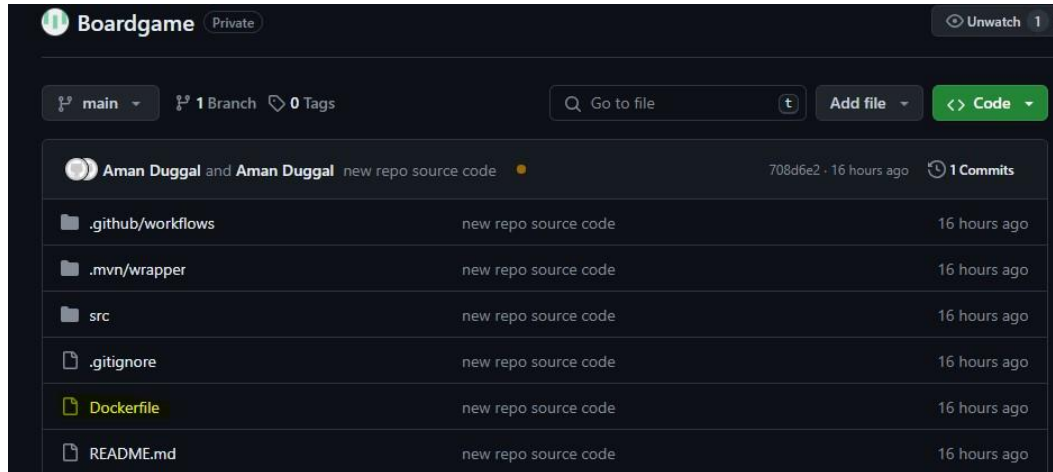 Boardgame Private Unwatch 1
main 1 Branch 0 Tags Go to file t Add file <> Code
Aman Duggal and Aman Duggal new repo source code 708d6e2 · 16 hours ago 1 Commits
.github/workflows new repo source code 16 hours ago
.mvn/wrapper new repo source code 16 hours ago
src new repo source code 16 hours ago
.gitignore new repo source code 16 hours ago
Dockerfile new repo source code 16 hours ago
README.md new repo source code 16 hours ago